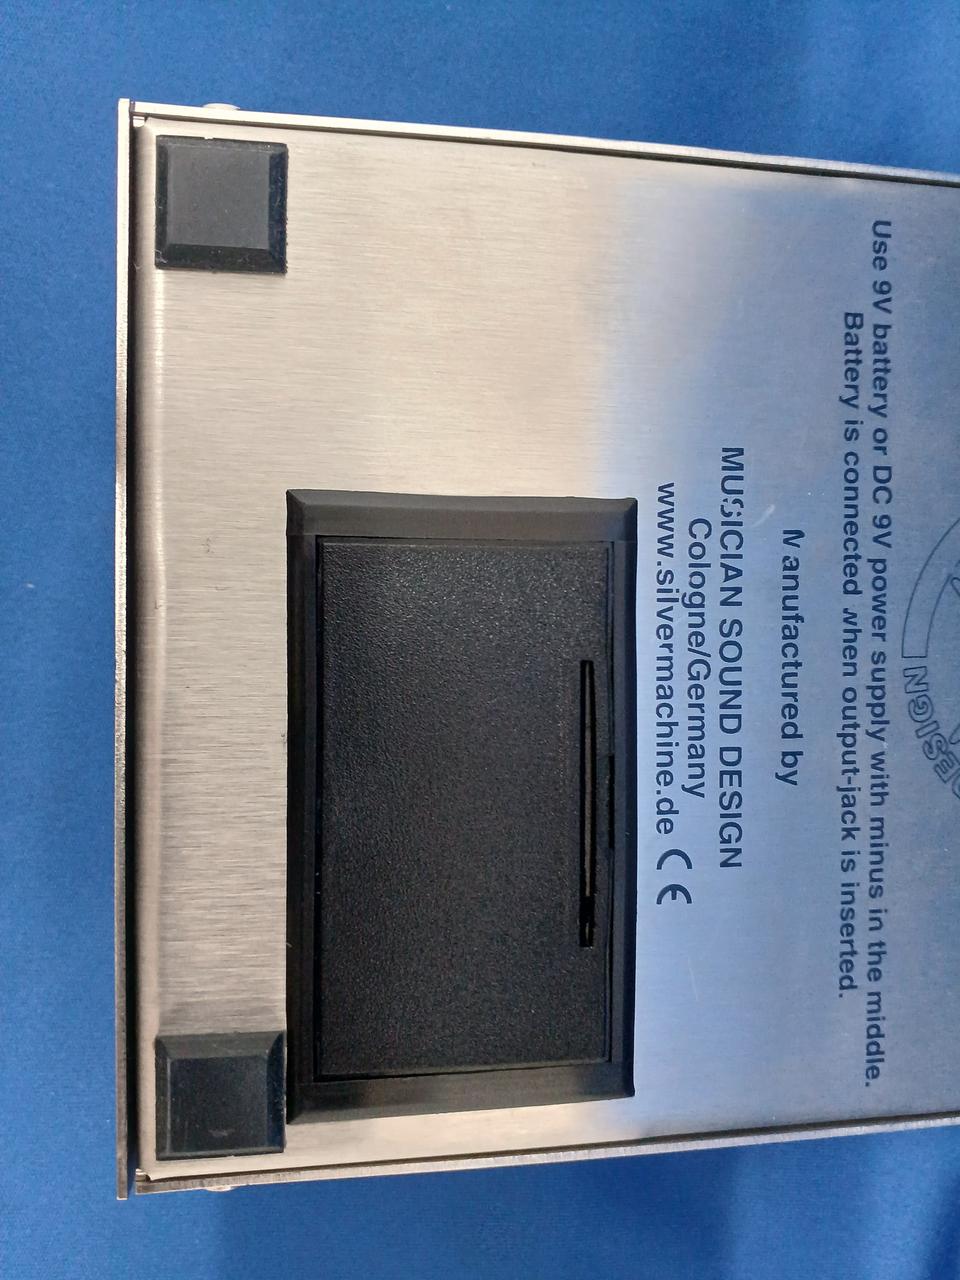 Use 9V battery or DC 9V power supply with minus in the middle.
Battery is connected when output-jack is inserted.
Manufactured by
MUSICIAN SOUND DESIGN
Cologne/Germany
www.silvermachine.de CE